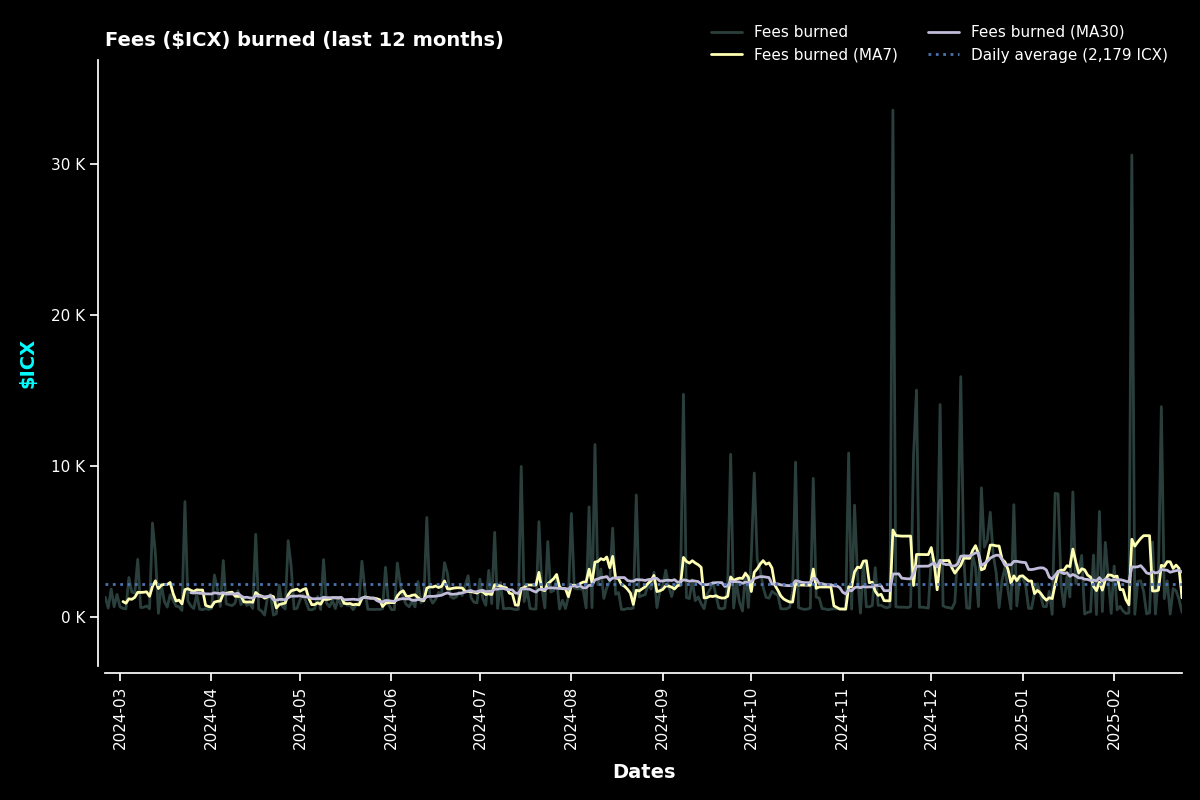 Fees ($ICX) burned (last 12 months)
Fees burned
Fees burned (MA7)
Fees burned (MA30)
Daily average (2,179 ICX)
$ICX
30 K
20 K
10 K
0 K
2024-03
2024-04
2024-05
2024-06
2024-07
2024-08
2024-09
2024-10
2024-11
2024-12
2025-01
2025-02
Dates